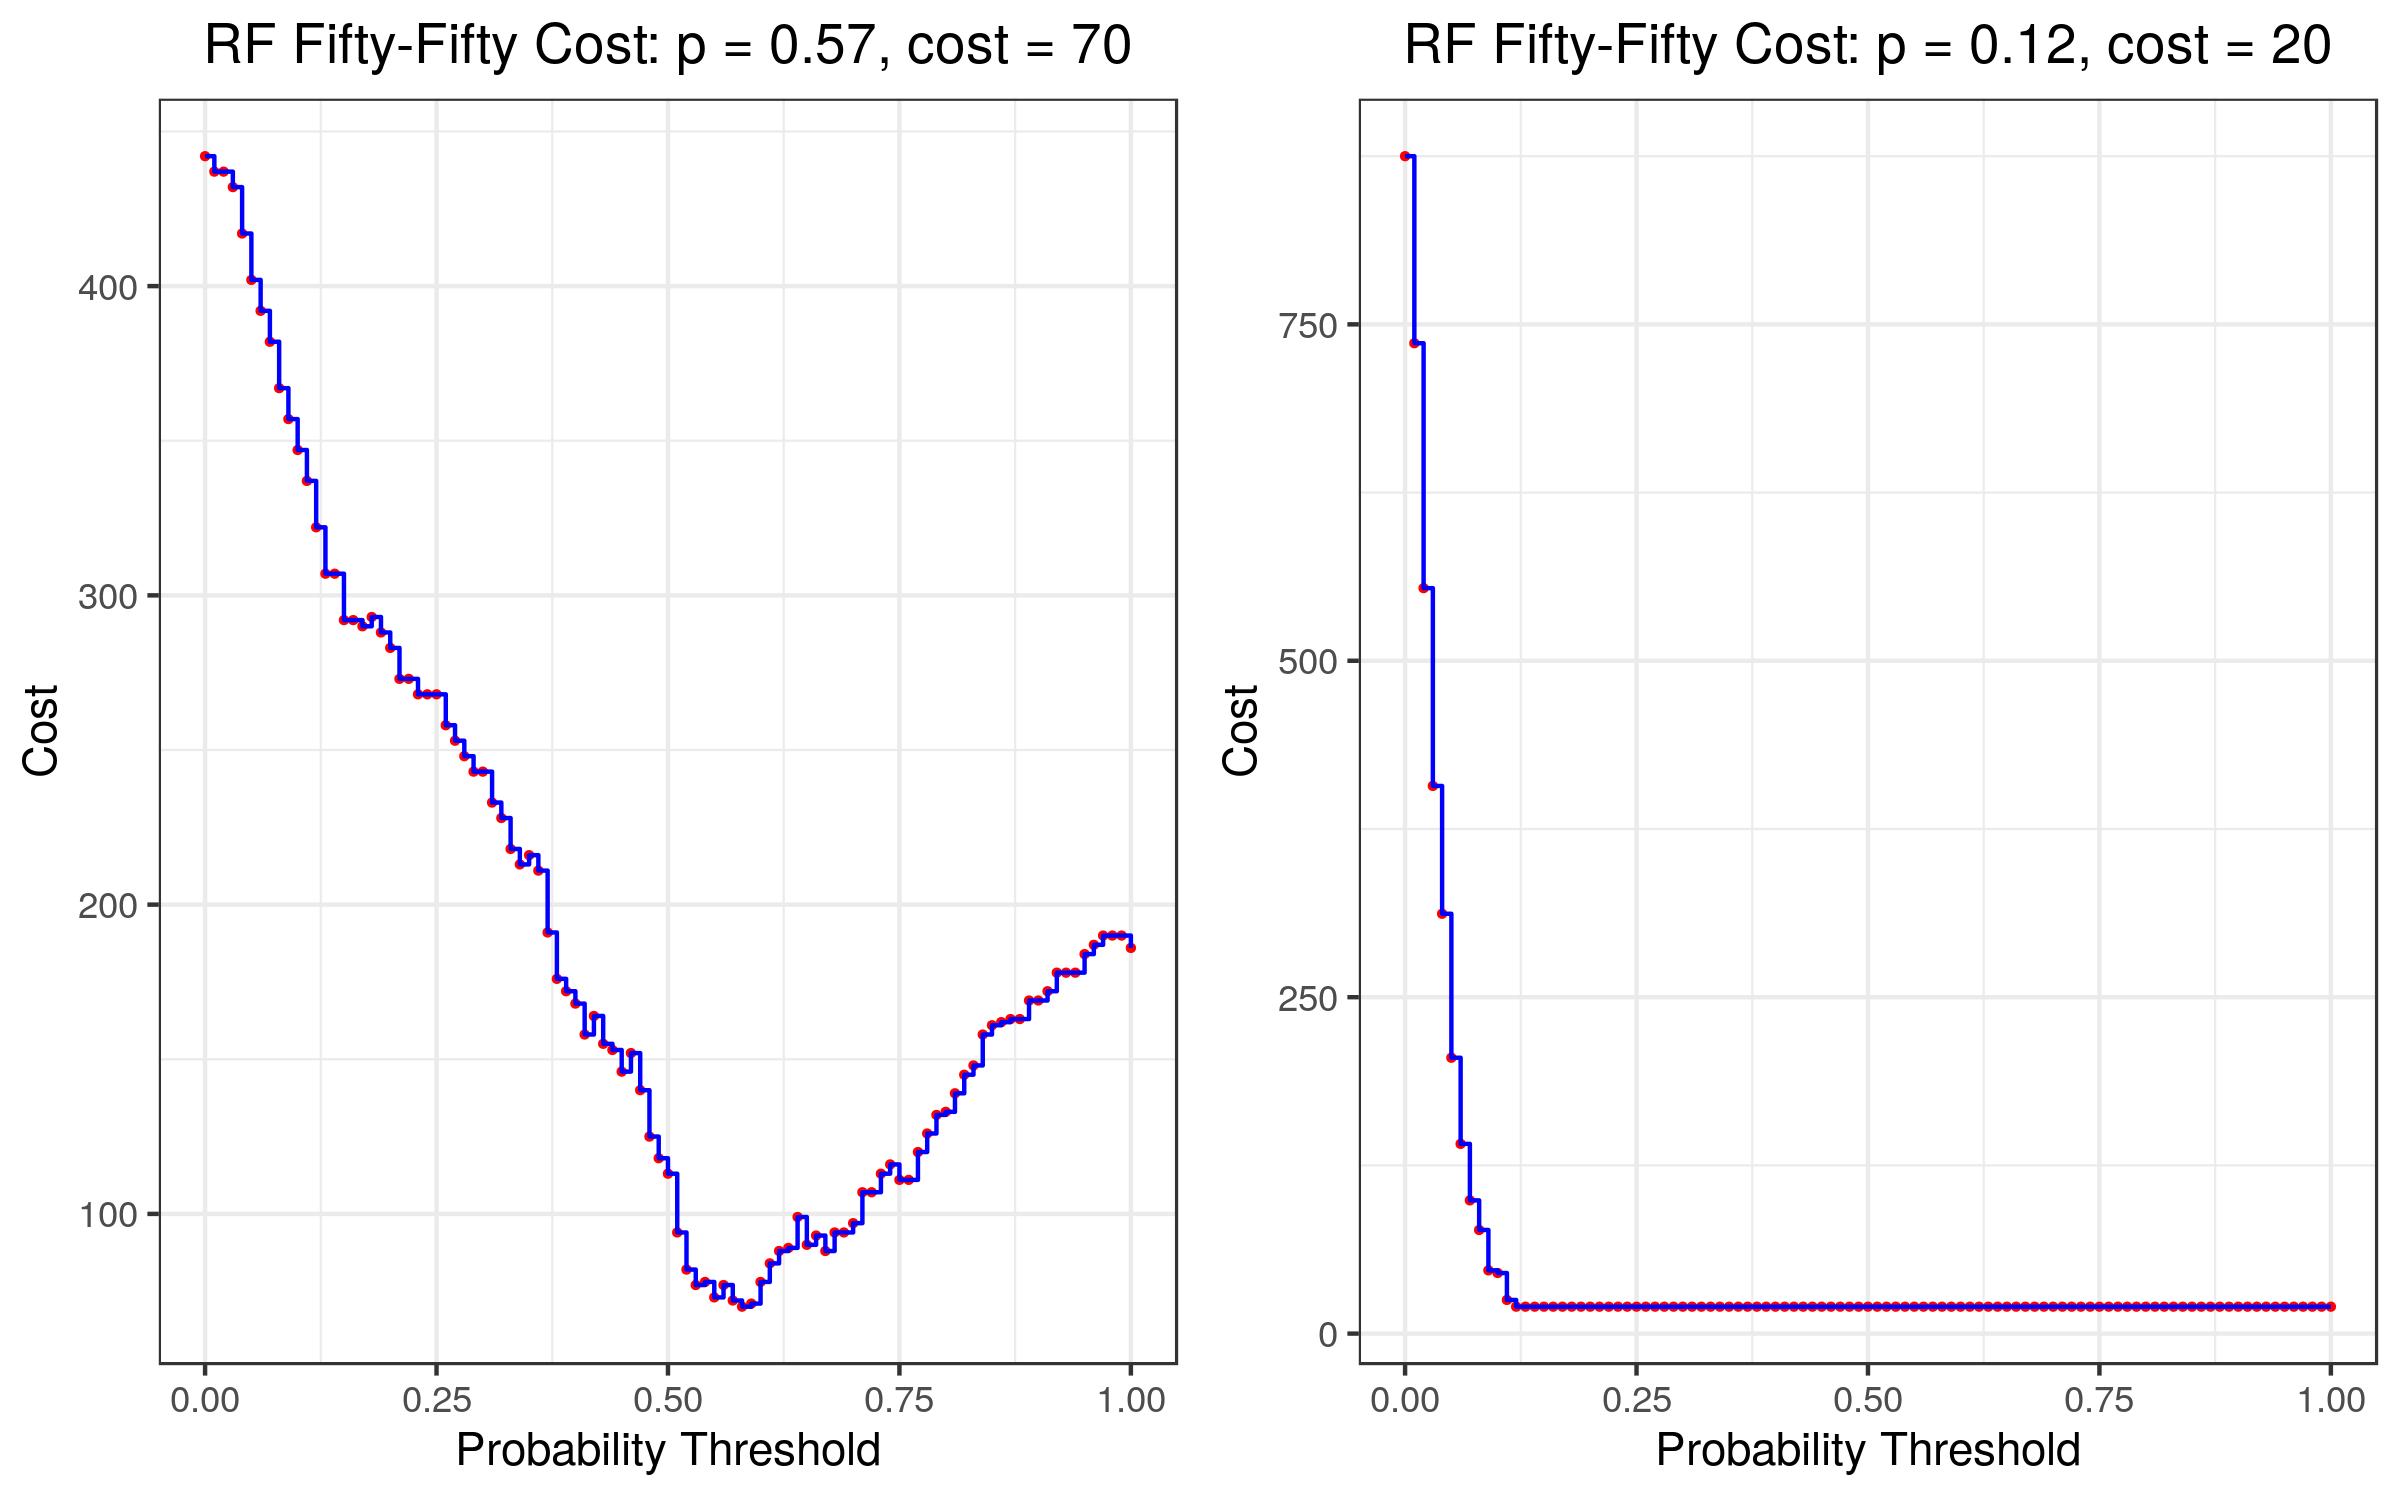 RF Fifty-Fifty Cost: p = 0.57, cost = 70
Cost
400
300
200
100
0.00 0.25 0.50 0.75 1.00
Probability Threshold
RF Fifty-Fifty Cost: p = 0.12, cost = 20
Cost
750
500
250
0
0.00 0.25 0.50 0.75 1.00
Probability Threshold